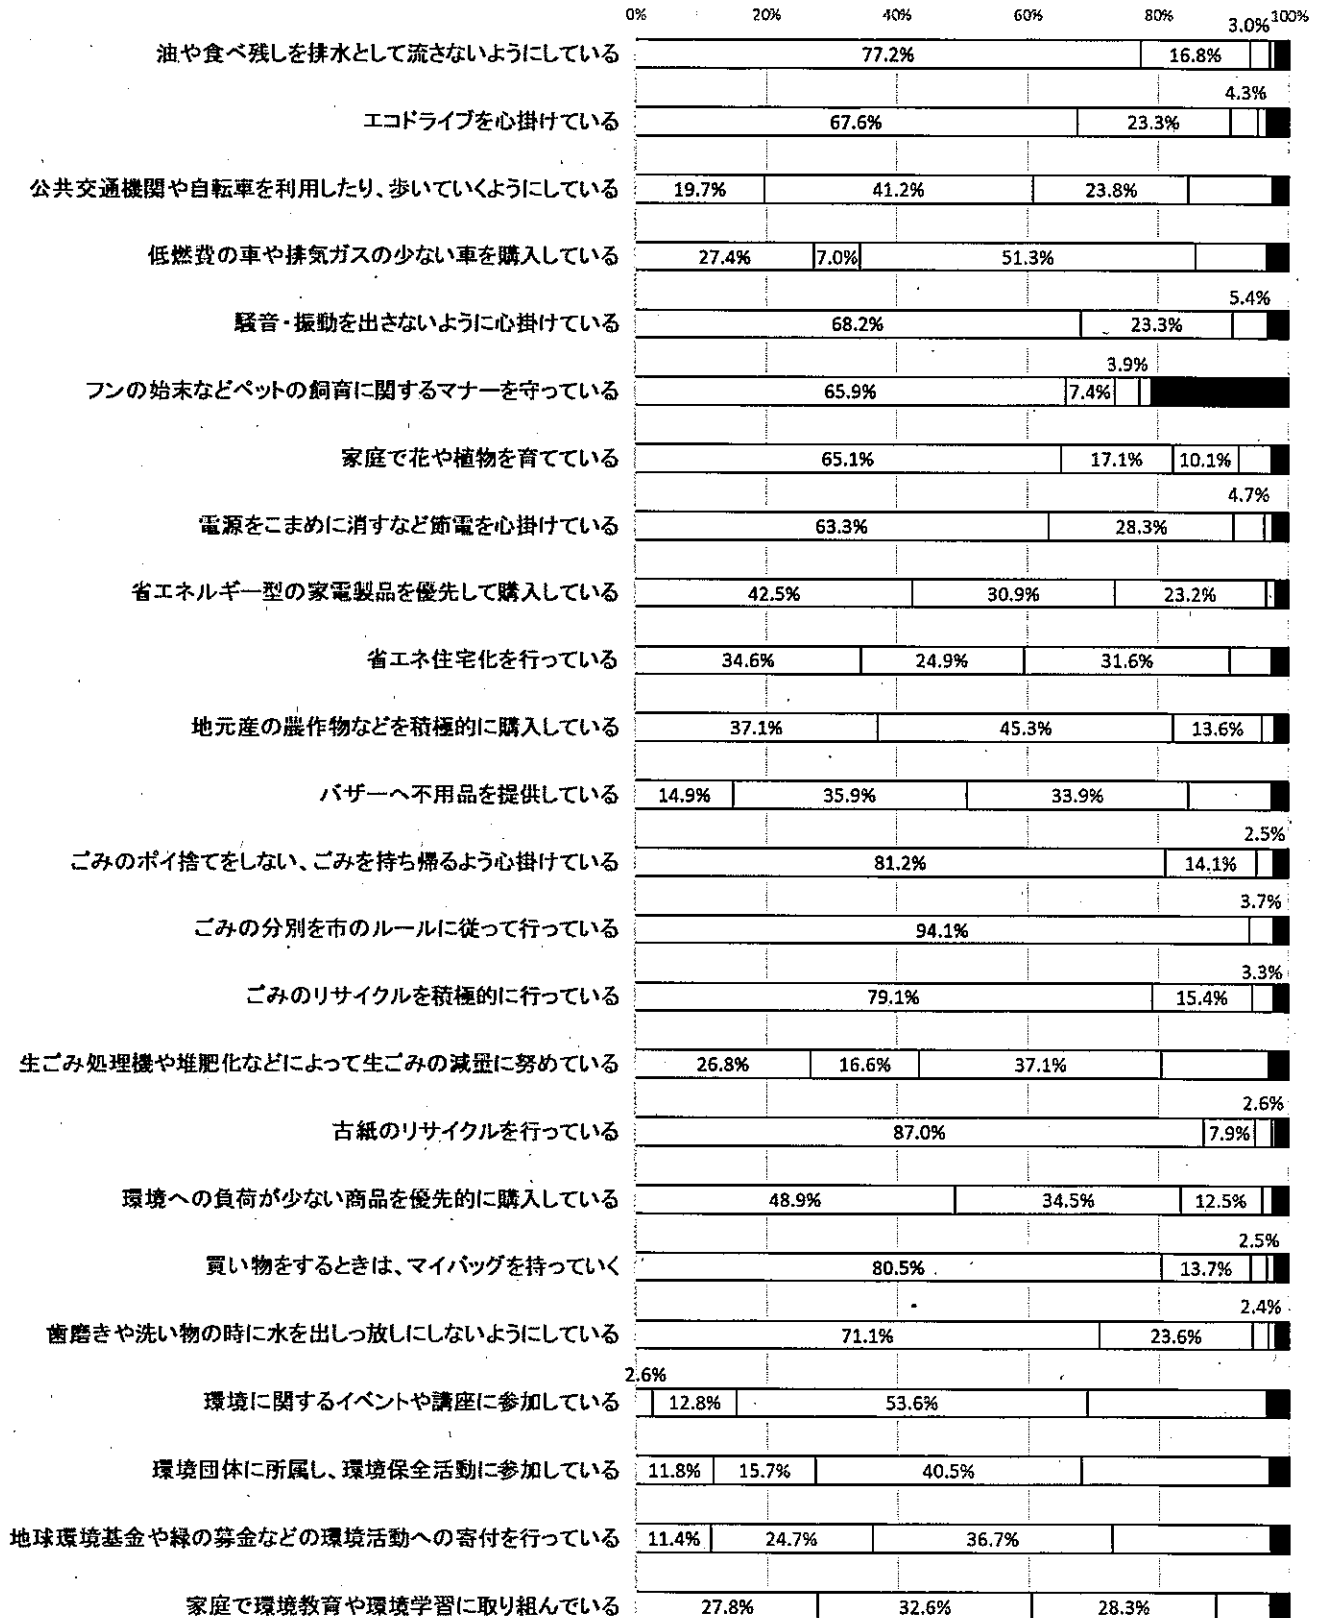 0% 20% 40% 60% 80% 100%
3.0%
油や食べ残しを排水として流さないようにしている 77.2% 16.8%
4.3%
エコドライブを心掛けている 67.6% 23.3%
公共交通機関や自転車を利用したり、歩いていくようにしている 19.7% 41.2% 23.8%
低燃費の車や排気ガスの少ない車を購入している 27.4% 7.0% 51.3%
5.4%
騒音・振動を出さないように心掛けている 68.2% 23.3%
3.9%
フンの始末などペットの飼育に関するマナーを守っている 65.9% 7.4%
家庭で花や植物を育てている 65.1% 17.1% 10.1%
4.7%
電源をこまめに消すなど節電を心掛けている 63.3% 28.3%
省エネルギー型の家電製品を優先して購入している 42.5% 30.9% 23.2%
省エネ住宅化を行っている 34.6% 24.9% 31.6%
地元産の農作物などを積極的に購入している 37.1% 45.3% 13.6%
バザーへ不用品を提供している 14.9% 35.9% 33.9%
2.5%
ごみのポイ捨てをしない、ごみを持ち帰るよう心掛けている 81.2% 14.1%
3.7%
ごみの分別を市のルールに従って行っている 94.1%
3.3%
ごみのリサイクルを積極的に行っている 79.1% 15.4%
生ごみ処理機や堆肥化などによって生ごみの減量に努めている 26.8% 16.6% 37.1%
2.6%
古紙のリサイクルを行っている 87.0% 7.9%
環境への負荷が少ない商品を優先的に購入している 48.9% 34.5% 12.5%
2.5%
買い物をするときは、マイバッグを持っていく 80.5% 13.7%
2.4%
歯磨きや洗い物の時に水を出しっ放しにしないようにしている 71.1% 23.6%
2.6%
環境に関するイベントや講座に参加している 12.8% 53.6%
環境団体に所属し、環境保全活動に参加している 11.8% 15.7% 40.5%
地球環境基金や緑の募金などの環境活動への寄付を行っている 11.4% 24.7% 36.7%
家庭で環境教育や環境学習に取り組んでいる 27.8% 32.6% 28.3%